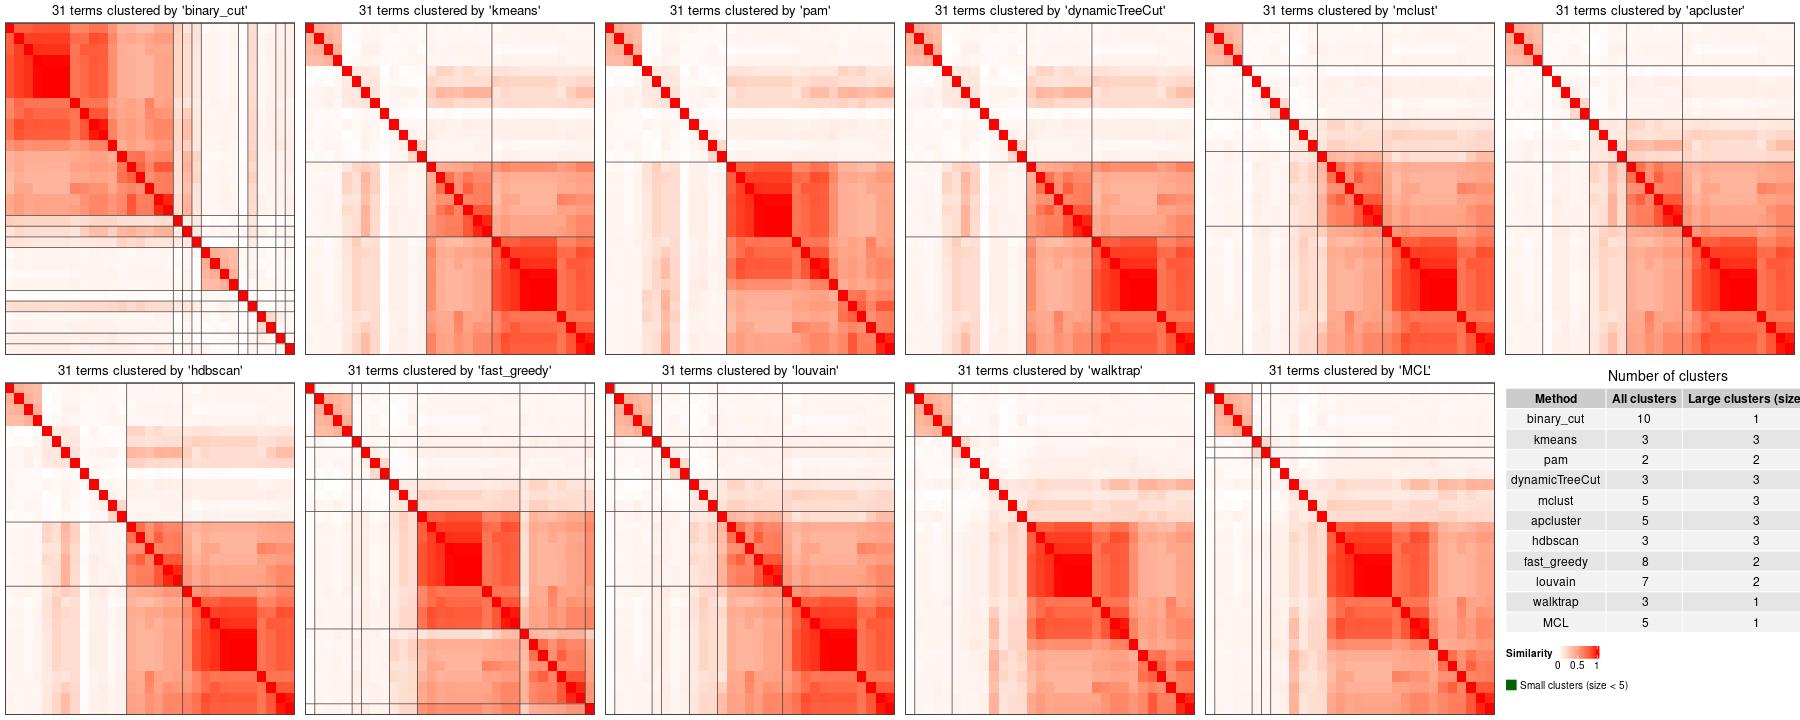 31 terms clustered by 'binary_cut'
31 terms clustered by 'kmeans'
31 terms clustered by 'pam'
31 terms clustered by 'dynamicTreeCut'
31 terms clustered by 'mclust'
31 terms clustered by 'apcluster'
31 terms clustered by 'hdbscan'
31 terms clustered by 'fast_greedy'
31 terms clustered by 'louvain'
31 terms clustered by 'walktrap'
31 terms clustered by 'MCL'
Number of clusters
Method All clusters Large clusters (size
binary_cut 10 1
kmeans 3 3
pam 2 2
dynamicTreeCut 3 3
mclust 5 3
apcluster 5 3
hdbscan 3 3
fast_greedy 8 2
louvain 7 2
walktrap 3 1
MCL 5 1
Similarity
0 0.5 1
Small clusters (size < 5)